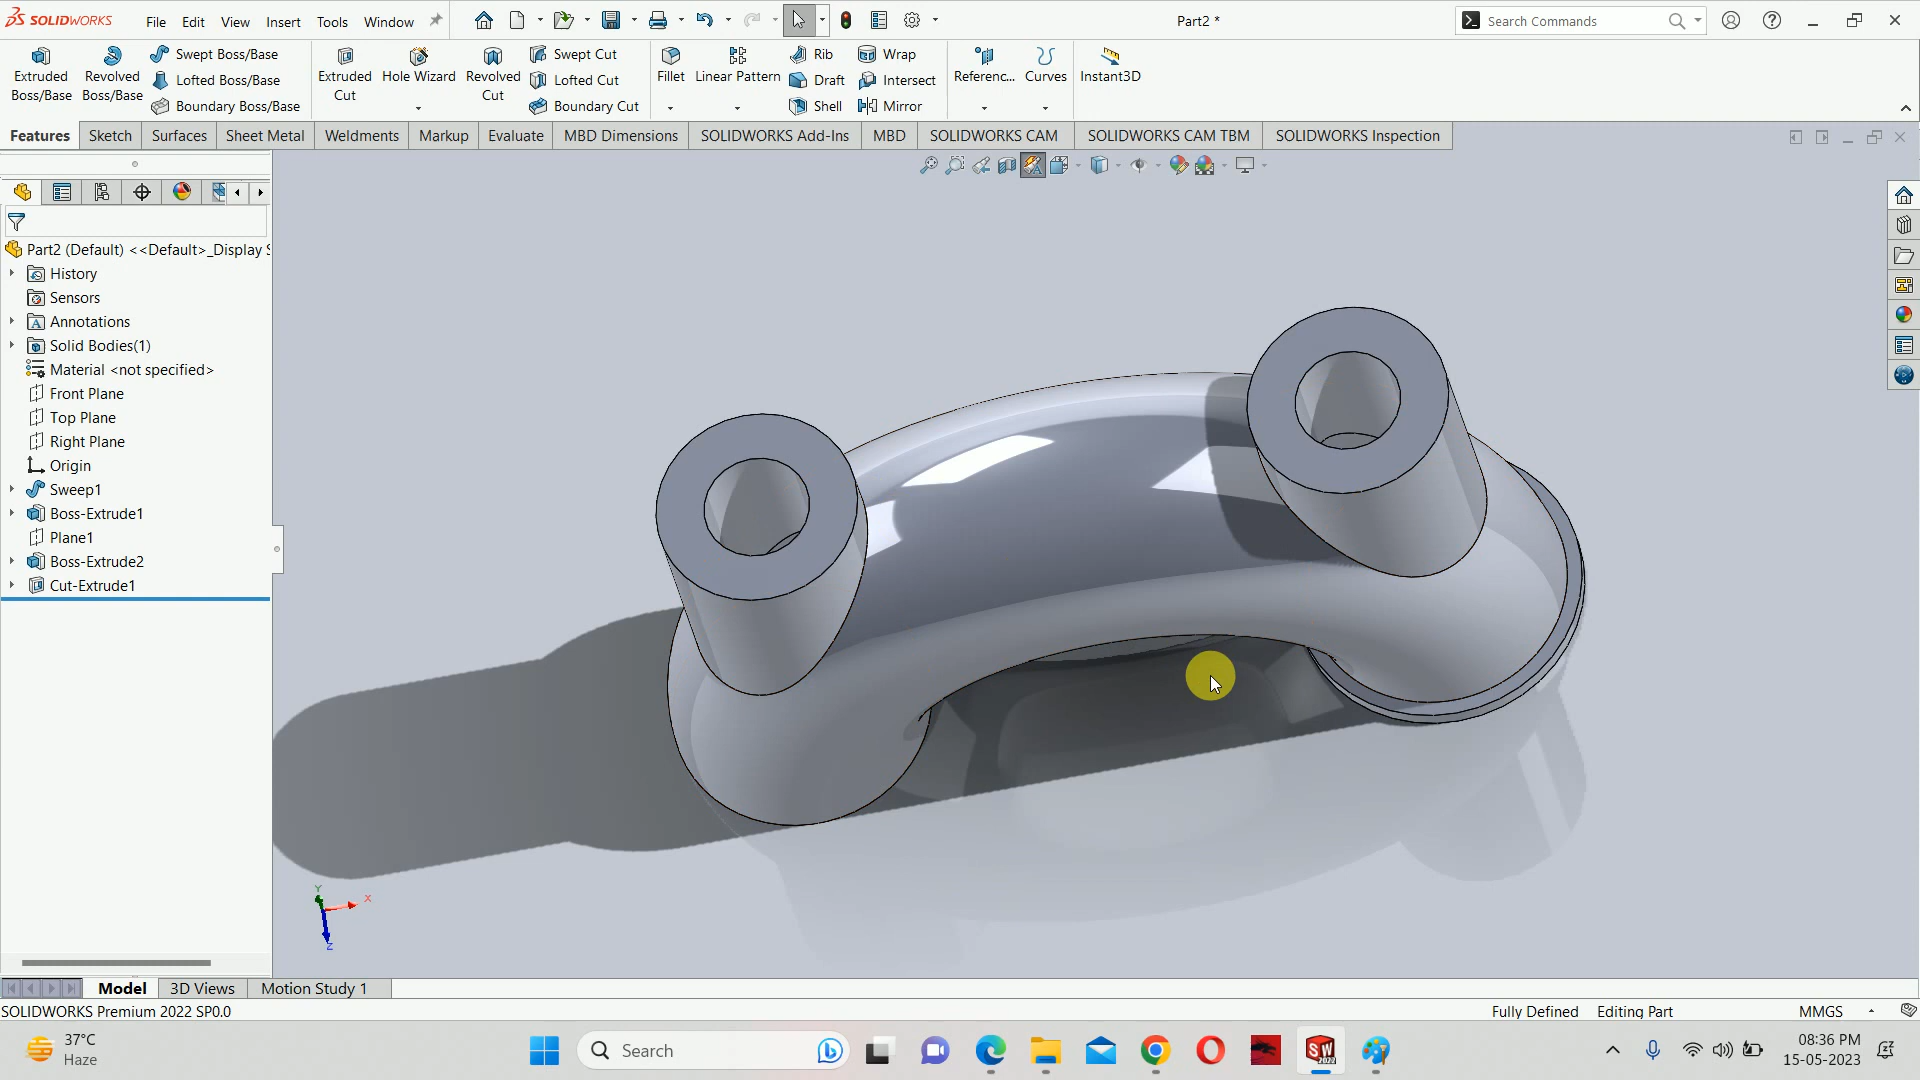 SOLIDWORKS File Edit View Insert Tools Window Part2 * Search Commands
Extruded Boss/Base
Revolved Boss/Base
Swept Boss/Base
Lofted Boss/Base
Boundary Boss/Base
Extruded Cut
Hole Wizard
Revolved Cut
Swept Cut
Lofted Cut
Boundary Cut
Fillet
Linear Pattern
Rib
Draft
Shell
Wrap
Intersect
Mirror
Referenc...
Curves
Instant3D
Features Sketch Surfaces Sheet Metal Weldments Markup Evaluate MBD Dimensions SOLIDWORKS Add-Ins MBD SOLIDWORKS CAM SOLIDWORKS CAM TBM SOLIDWORKS Inspection
Part2 (Default) <<Default>_Display S
History
Sensors
Annotations
Solid Bodies(1)
Material <not specified>
Front Plane
Top Plane
Right Plane
Origin
Sweep1
Boss-Extrude1
Plane1
Boss-Extrude2
Cut-Extrude1
Y
X
Z
Model 3D Views Motion Study 1
SOLIDWORKS Premium 2022 SP0.0 Fully Defined Editing Part MMGS
37°C
Haze
Search
SW
2022
08:36 PM
15-05-2023